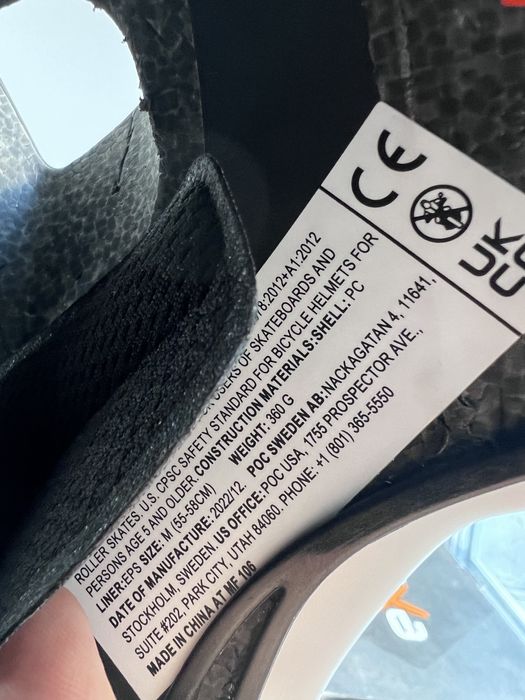 CE
UK
CA
78:2012+A1:2012
USERS OF SKATEBOARDS AND
ROLLER SKATES. U.S. CPSC SAFETY STANDARD FOR BICYCLE HELMETS FOR
PERSONS AGE 5 AND OLDER. CONSTRUCTION MATERIALS:SHELL: PC
LINER:EPS SIZE: M (55-58CM) WEIGHT: 360 G
DATE OF MANUFACTURE: 2022/12. POC SWEDEN AB:NACKAGATAN 4, 11641,
STOCKHOLM, SWEDEN. US OFFICE:POC USA, 1755 PROSPECTOR AVE.,
SUITE #202, PARK CITY, UTAH 84060. PHONE: +1 (801) 365-5550
MADE IN CHINA AT MF 106